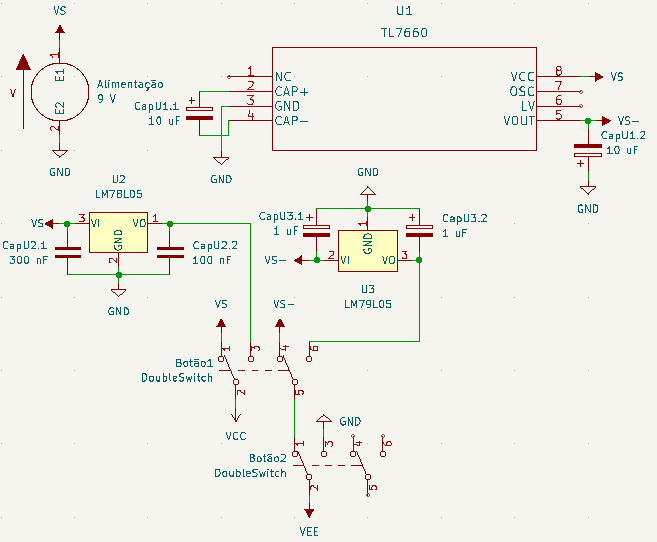 VS
U1
TL7660
1
E1
V
E2
2
Alimentação
9 V
GND
CapU1.1
10 uF
+
1
NC
2
CAP+
3
GND
4
CAP-
GND
VCC
8
VS
OSC
7
LV
6
VOUT
5
VS-
CapU1.2
10 uF
+
GND
U2
LM78L05
VS
3
VI
VO
1
GND
2
CapU2.1
300 nF
CapU2.2
100 nF
GND
GND
CapU3.1
1 uF
+
1
GND
+
CapU3.2
1 uF
VS-
2
VI
VO
3
U3
LM79L05
VS
VS-
1
3
4
6
Botão1
DoubleSwitch
2
5
VCC
GND
1
3
4
6
Botão2
DoubleSwitch
2
5
VEE